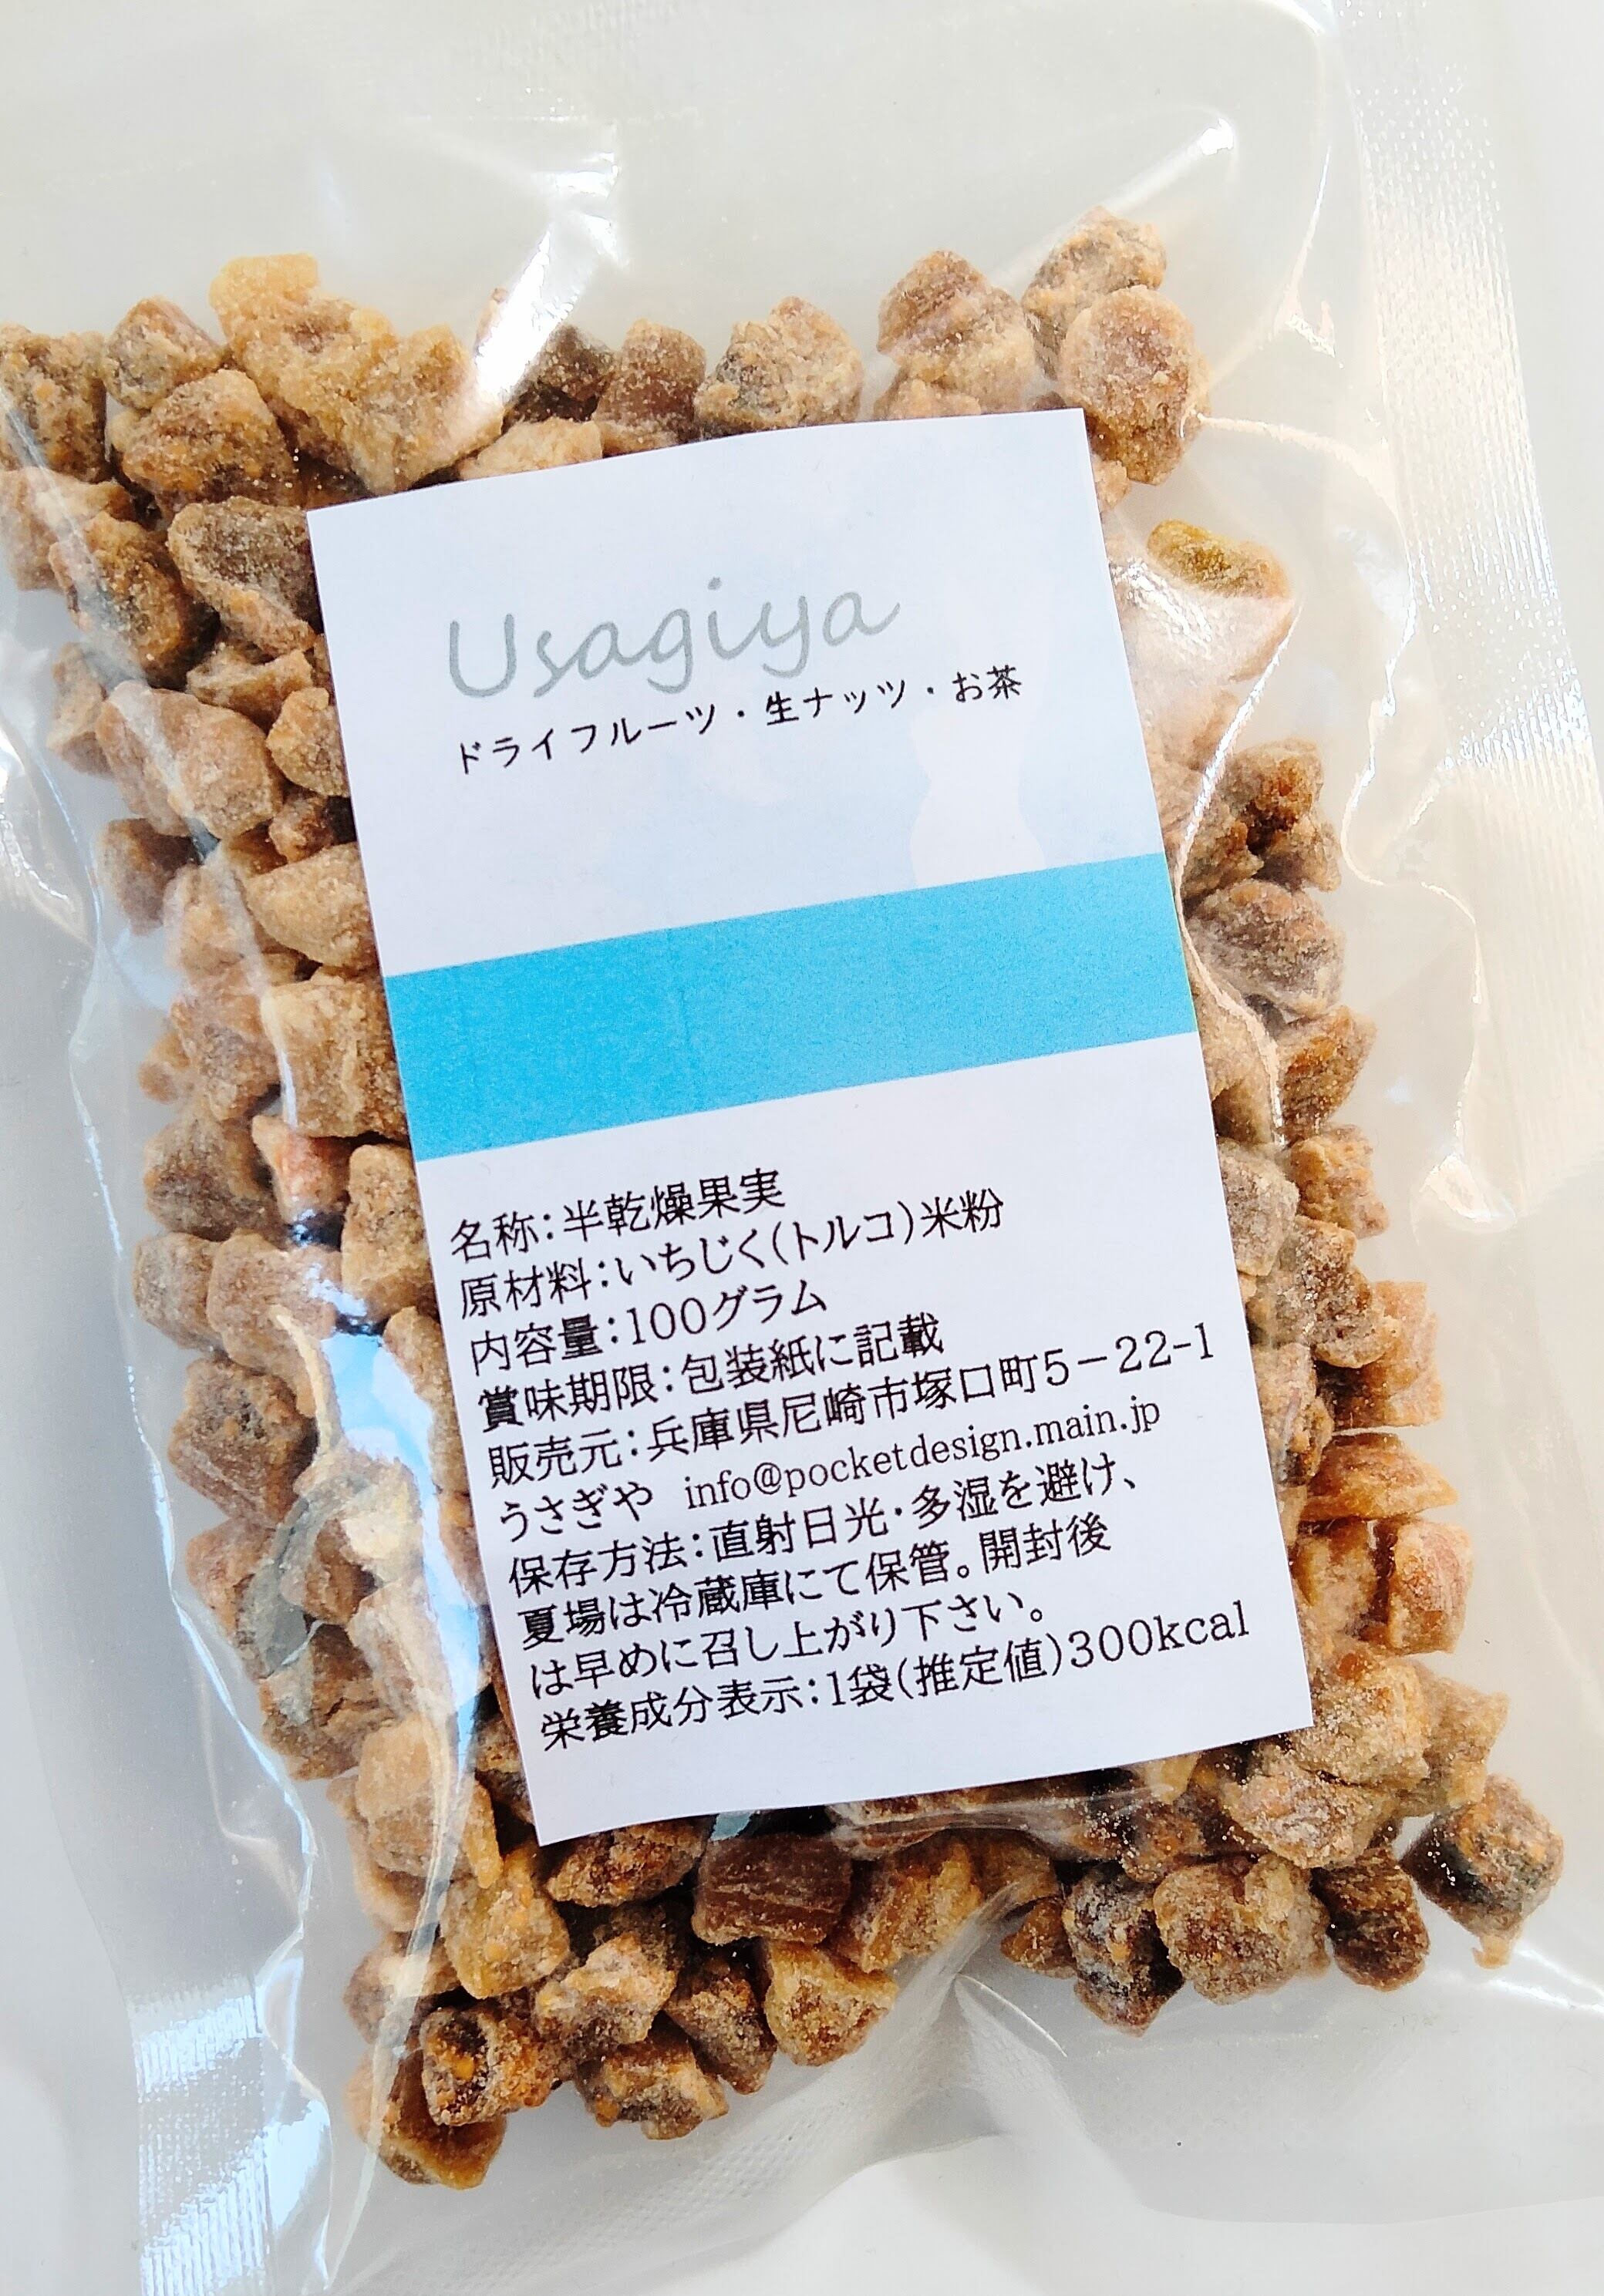 Usagiya
ドライフルーツ・生ナッツ・お茶
名称:半乾燥果実
原材料:いちじく(トルコ)米粉
内容量:100グラム
賞味期限:包装紙に記載
販売元:兵庫県尼崎市塚口町5－22-1
うさぎや info@pocketdesign.main.jp
保存方法:直射日光・多湿を避け、
夏場は冷蔵庫にて保管。開封後
は早めに召し上がり下さい。
栄養成分表示:1袋(推定値)300kcal